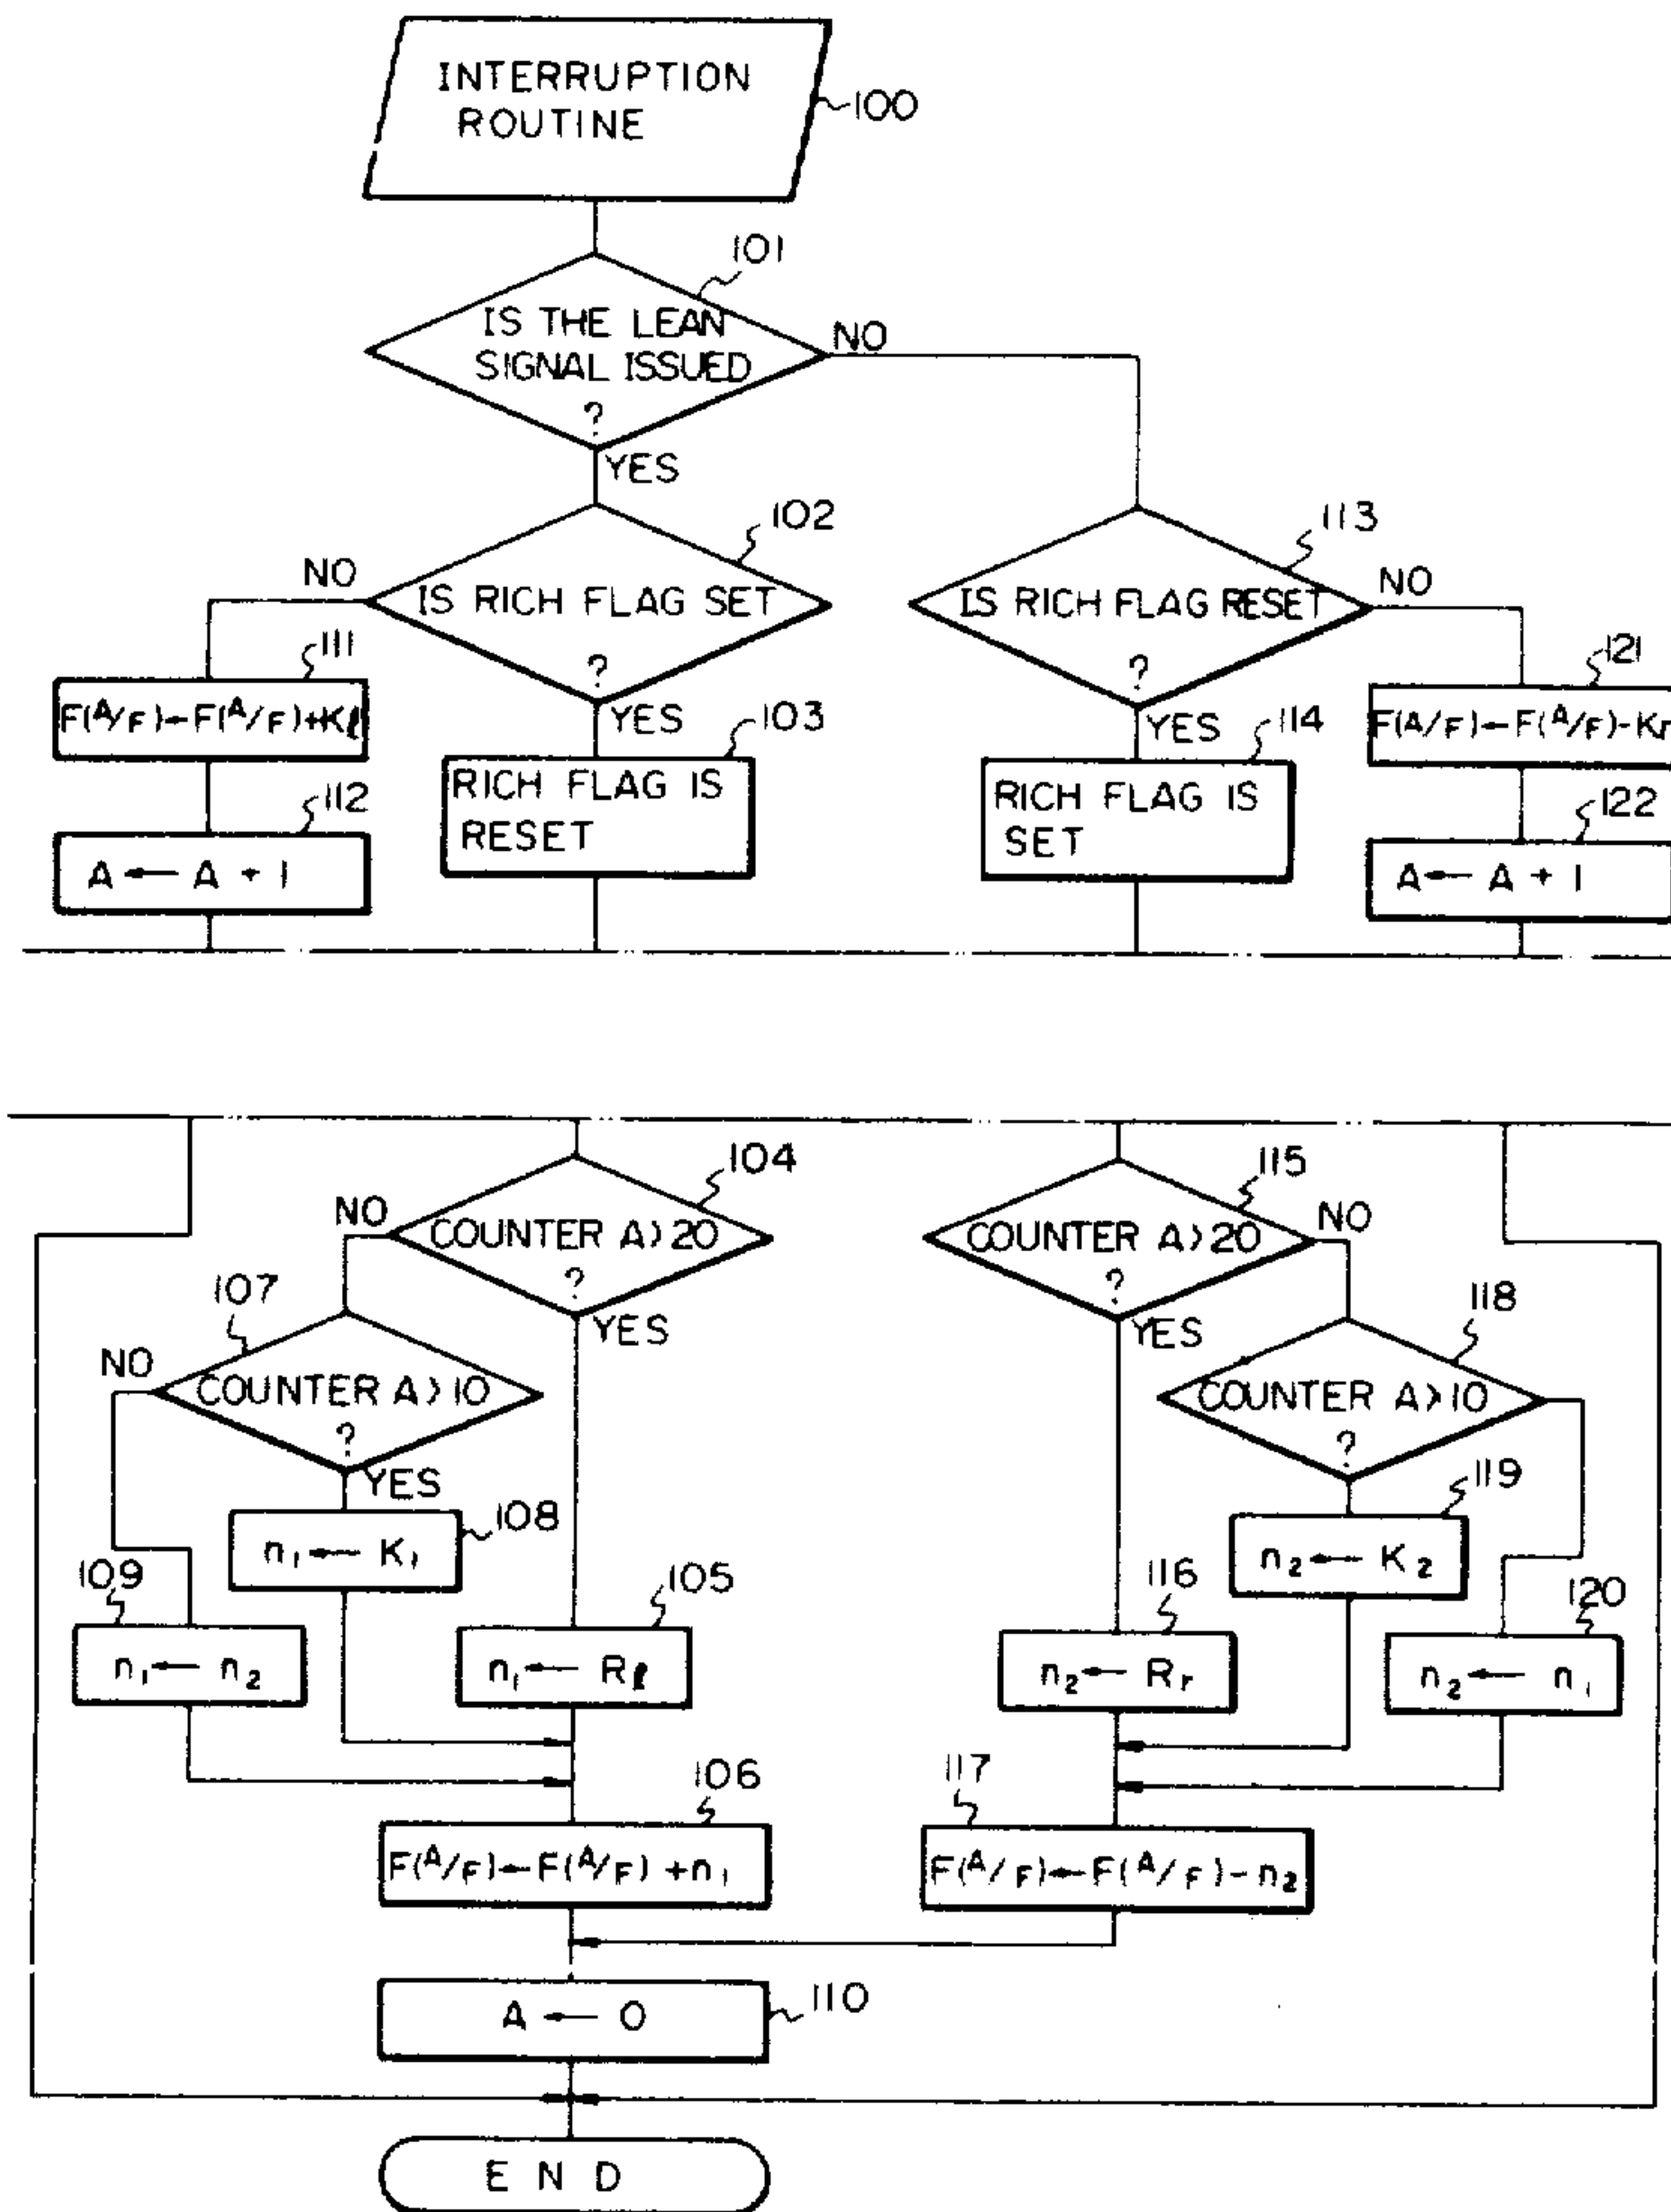 INTERRUPTION
ROUTINE
100
101
IS THE LEAN
SIGNAL ISSUED
?
NO
YES
102
IS RICH FLAG SET
?
NO
YES
113
IS RICH FLAG RESET
?
NO
YES
111
F(A/F)←F(A/F)+Kℓ
103
RICH FLAG IS
RESET
114
RICH FLAG IS
SET
121
F(A/F)←F(A/F)-Kr
112
A ← A + 1
122
A ← A + 1
104
COUNTER A>20
?
NO
YES
115
COUNTER A>20
?
NO
YES
107
COUNTER A>10
?
NO
YES
118
COUNTER A>10
?
108
n₁ ← K₁
119
n₂ ← K₂
109
n₁ ← n₂
105
n₁ ← Rℓ
116
n₂ ← Rr
120
n₂ ← n₁
106
F(A/F)←F(A/F)+n₁
117
F(A/F)←F(A/F)-n₂
A ← 0
110
END